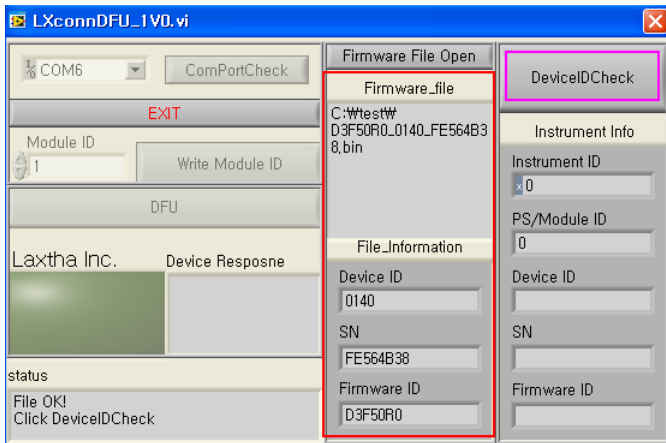 LXconnDFU_1V0.vi
COM6
ComPortCheck
EXIT
Module ID
1
Write Module ID
DFU
Laxtha Inc.
Device Resposne
status
File OK!
Click DeviceIDCheck
Firmware File Open
Firmware_file
C:₩test₩
D3F50R0_0140_FE564B3
8.bin
File_Information
Device ID
0140
SN
FE564B38
Firmware ID
D3F50R0
DeviceIDCheck
Instrument Info
Instrument ID
x 0
PS/Module ID
0
Device ID
SN
Firmware ID